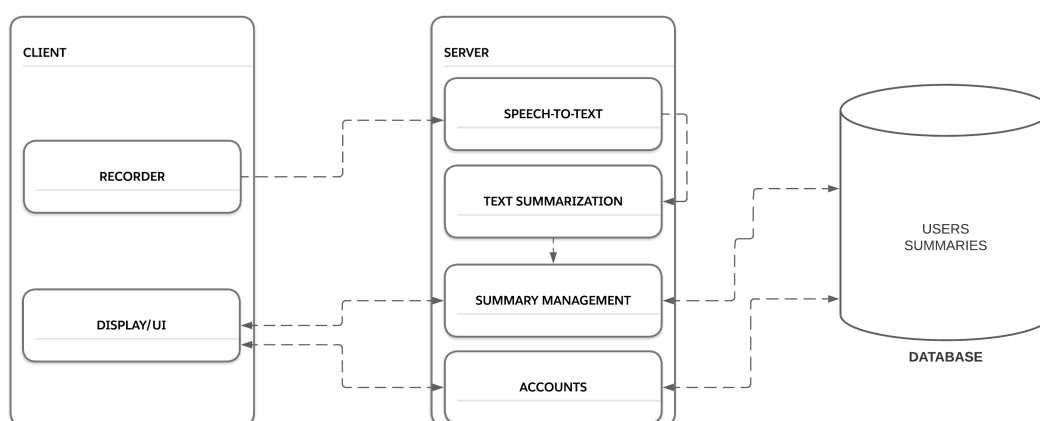 CLIENT
RECORDER
DISPLAY/UI
SERVER
SPEECH-TO-TEXT
TEXT SUMMARIZATION
SUMMARY MANAGEMENT
ACCOUNTS
USERS
SUMMARIES
DATABASE